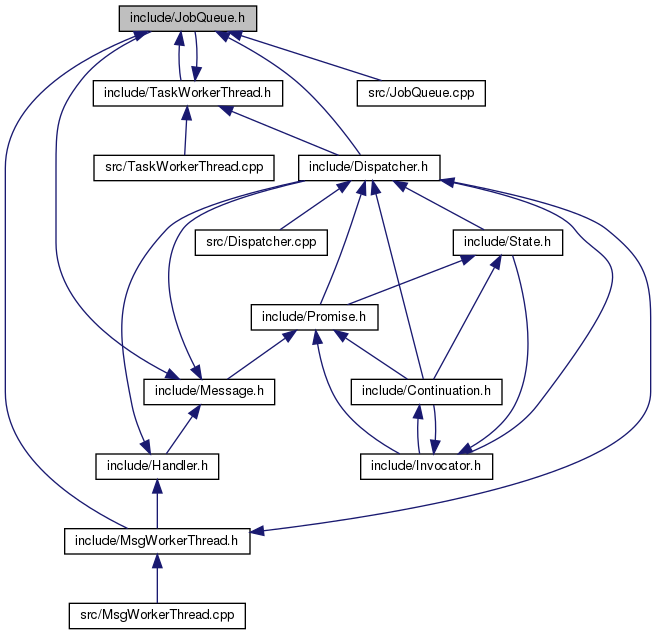 include/JobQueue.h
include/TaskWorkerThread.h
src/JobQueue.cpp
src/TaskWorkerThread.cpp
include/Dispatcher.h
src/Dispatcher.cpp
include/State.h
include/Promise.h
include/Message.h
include/Continuation.h
include/Handler.h
include/Invocator.h
include/MsgWorkerThread.h
src/MsgWorkerThread.cpp